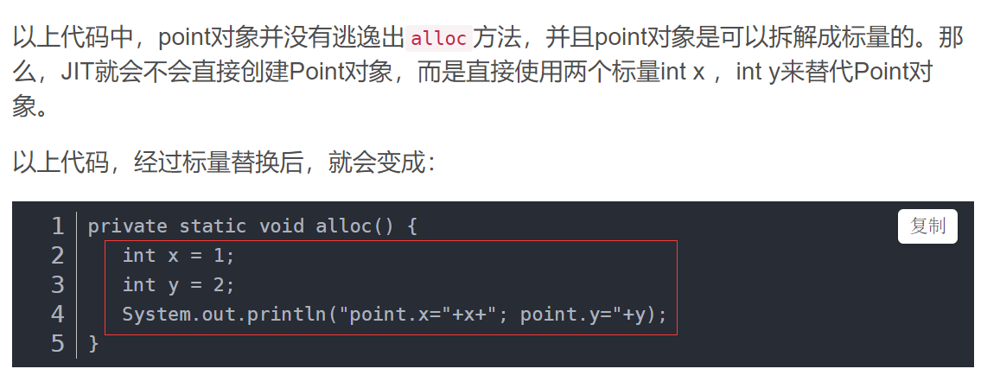 以上代码中，point对象并没有逃逸出alloc方法，并且point对象是可以拆解成标量的。那
么，JIT就会不会直接创建Point对象，而是直接使用两个标量int x ，int y来替代Point对
象。
以上代码，经过标量替换后，就会变成：
复制
1 private static void alloc() {
2 int x = 1;
3 int y = 2;
4 System.out.println("point.x="+x+"; point.y="+y);
5 }